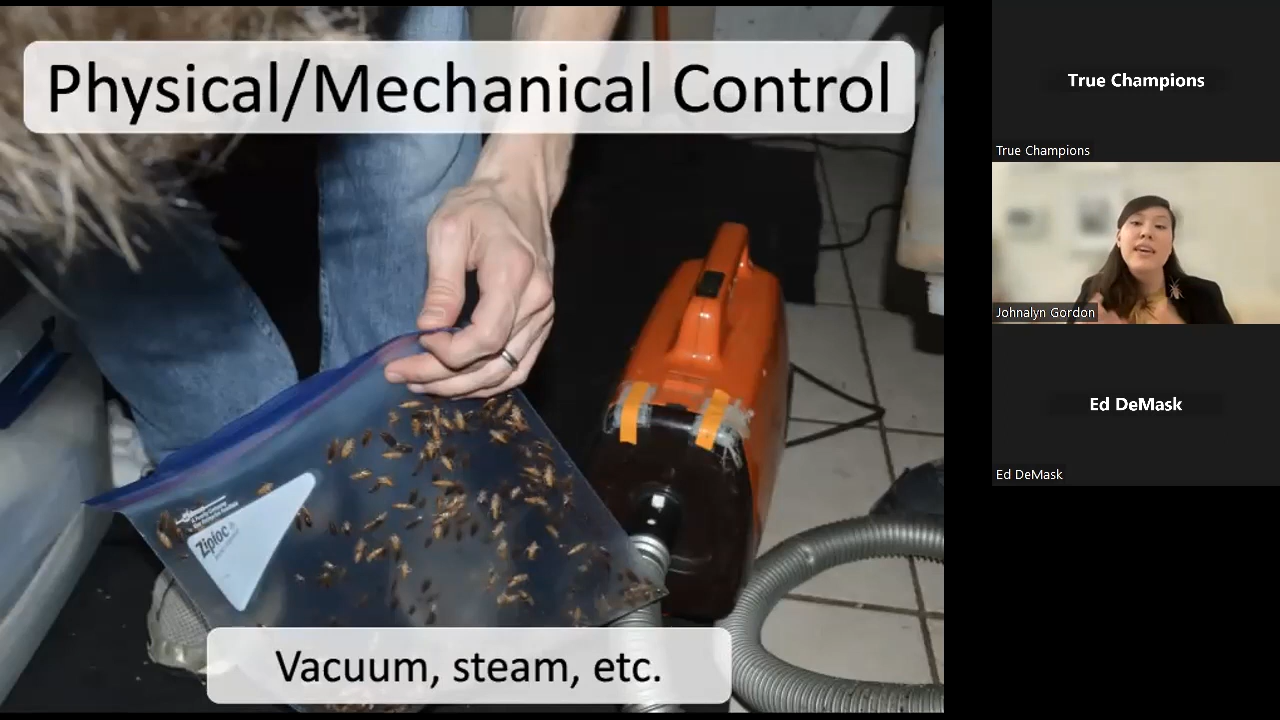 Physical/Mechanical Control
Ziploc
Vacuum, steam, etc.
True Champions
True Champions
Johnalyn Gordon
Ed DeMask
Ed DeMask